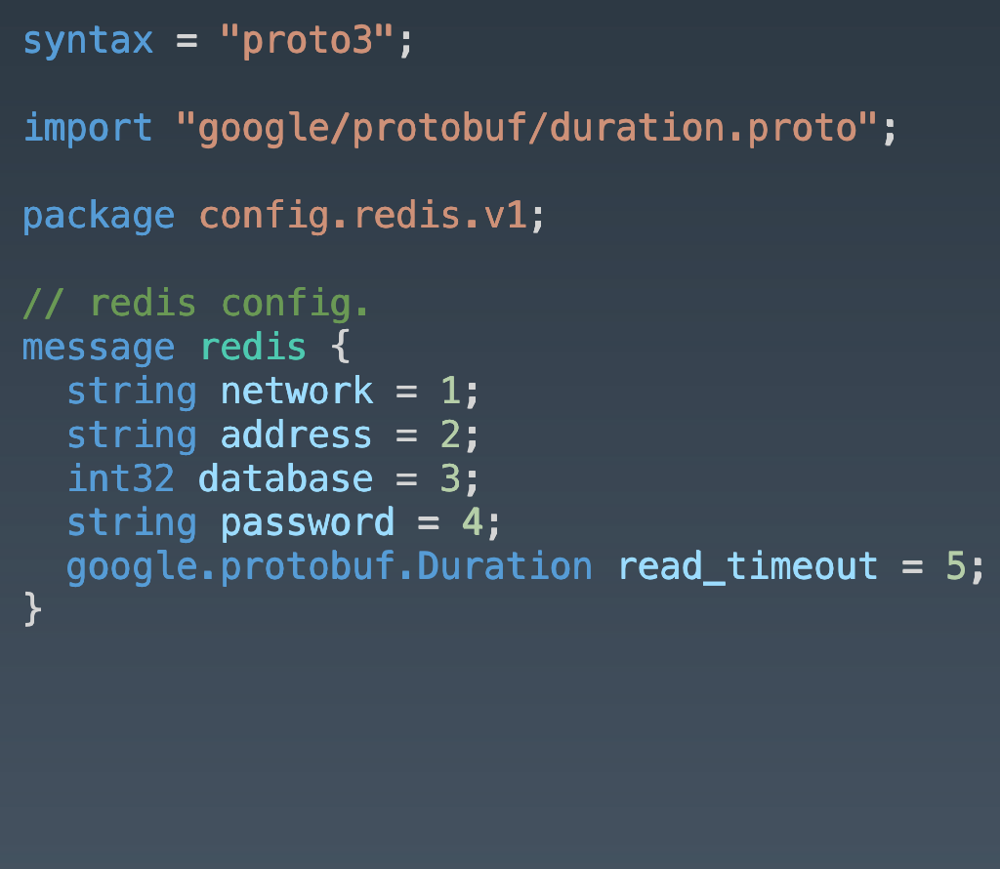 syntax = "proto3";
import "google/protobuf/duration.proto";
package config.redis.v1;
// redis config.
message redis {
  string network = 1;
  string address = 2;
  int32 database = 3;
  string password = 4;
  google.protobuf.Duration read_timeout = 5;
}